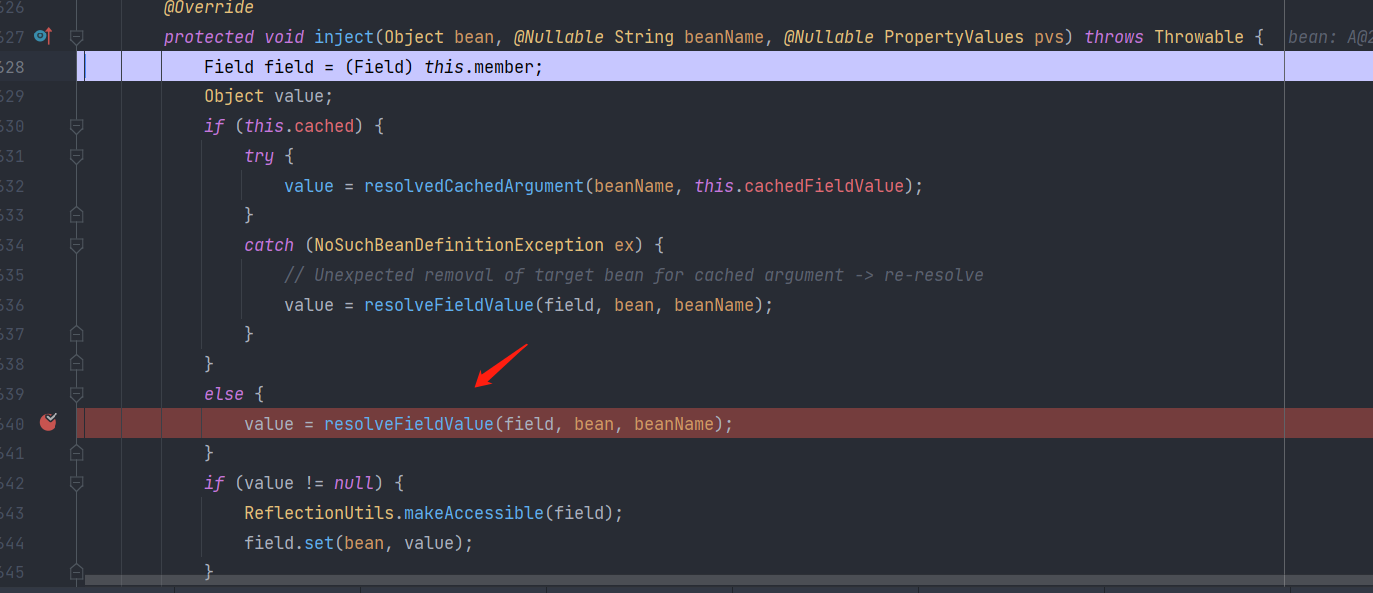 626 @Override
627 protected void inject(Object bean, @Nullable String beanName, @Nullable PropertyValues pvs) throws Throwable { bean: A@2
628 Field field = (Field) this.member;
629 Object value;
630 if (this.cached) {
631 try {
632 value = resolvedCachedArgument(beanName, this.cachedFieldValue);
633 }
634 catch (NoSuchBeanDefinitionException ex) {
635 // Unexpected removal of target bean for cached argument -> re-resolve
636 value = resolveFieldValue(field, bean, beanName);
637 }
638 }
639 else {
640 value = resolveFieldValue(field, bean, beanName);
641 }
642 if (value != null) {
643 ReflectionUtils.makeAccessible(field);
644 field.set(bean, value);
645 }